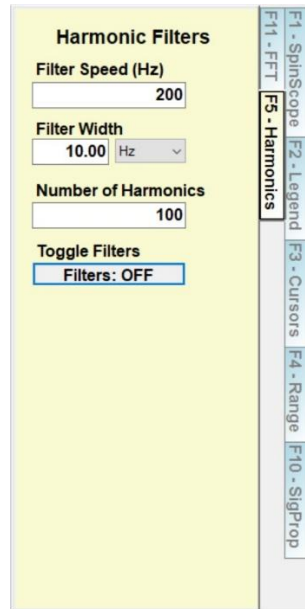 Harmonic Filters
Filter Speed (Hz)
200
Filter Width
10.00 Hz
Number of Harmonics
100
Toggle Filters
Filters: OFF
F11 - FFT
F5 - Harmonics
F1 - SpinScope
F2 - Legend
F3 - Cursors
F4 - Range
F10 - SigProp